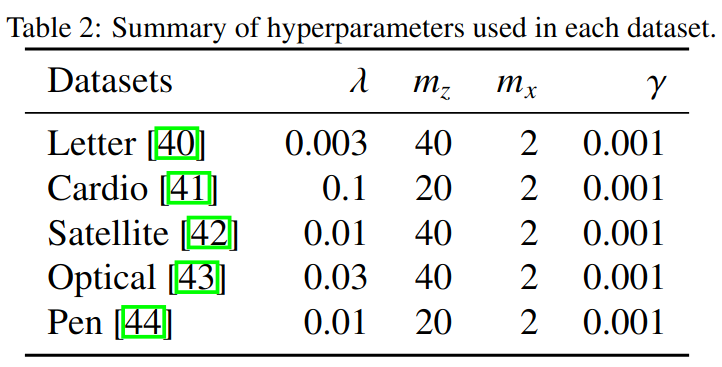 Table 2: Summary of hyperparameters used in each dataset.
Datasets λ m_z m_x γ
Letter [40] 0.003 40 2 0.001
Cardio [41] 0.1 20 2 0.001
Satellite [42] 0.01 40 2 0.001
Optical [43] 0.03 40 2 0.001
Pen [44] 0.01 20 2 0.001